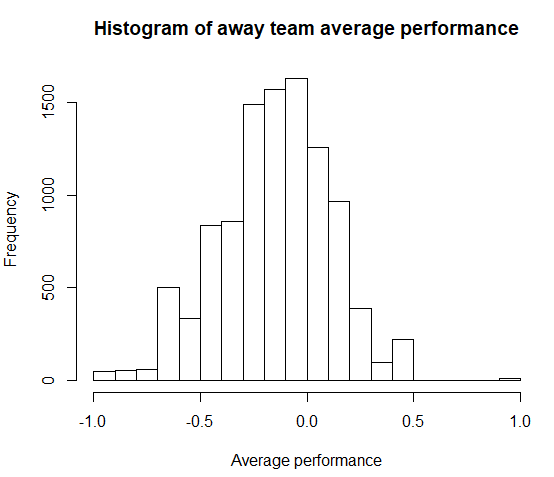 Histogram of away team average performance
Frequency
1500
1000
500
0
-1.0 -0.5 0.0 0.5 1.0
Average performance